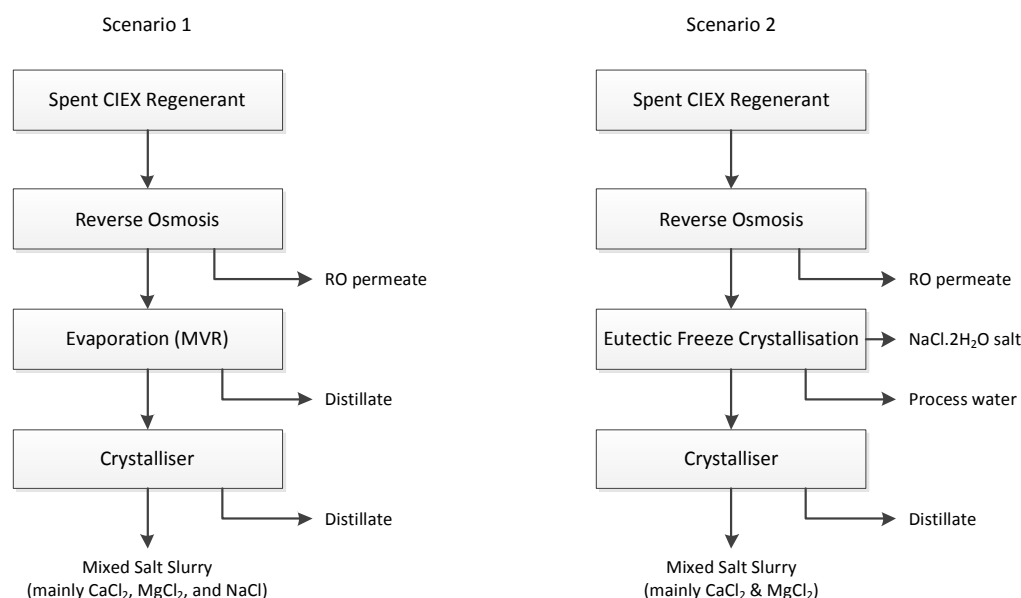 Scenario 1
Spent CIEX Regenerant
Reverse Osmosis
RO permeate
Evaporation (MVR)
Distillate
Crystalliser
Distillate
Mixed Salt Slurry
(mainly CaCl₂, MgCl₂, and NaCl)
Scenario 2
Spent CIEX Regenerant
Reverse Osmosis
RO permeate
Eutectic Freeze Crystallisation
NaCl.2H₂O salt
Process water
Crystalliser
Distillate
Mixed Salt Slurry
(mainly CaCl₂ & MgCl₂)